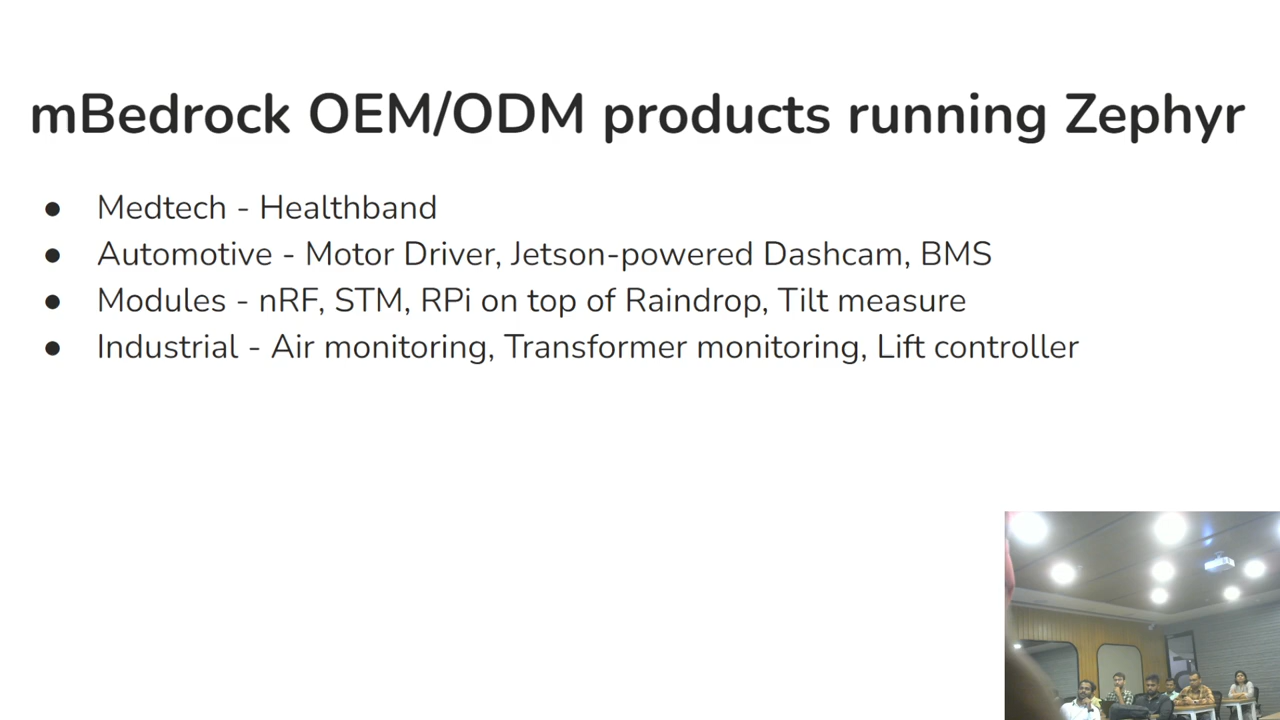 mBedrock OEM/ODM products running Zephyr
● Medtech - Healthband
● Automotive - Motor Driver, Jetson-powered Dashcam, BMS
● Modules - nRF, STM, RPi on top of Raindrop, Tilt measure
● Industrial - Air monitoring, Transformer monitoring, Lift controller